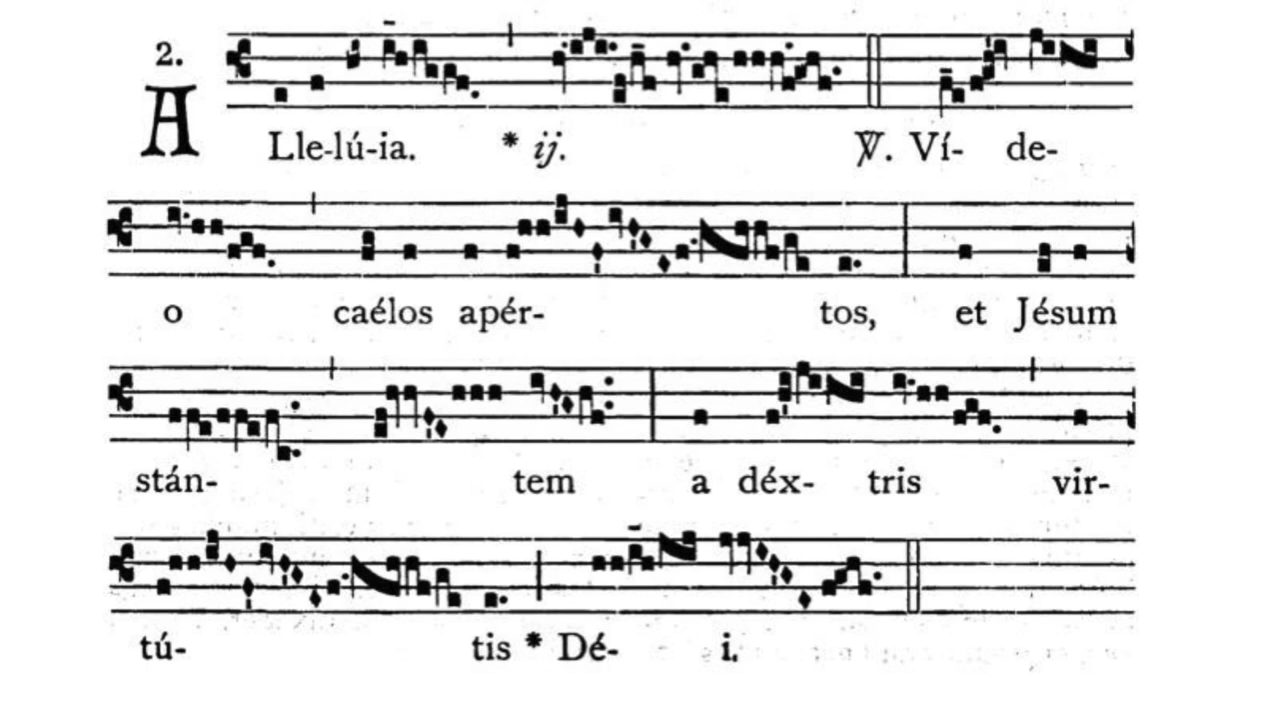 2.
ALle-lú-ia. * ij. ℣. Ví- de-
o caélos apér- tos, et Jésum
stán- tem a déx- tris vir-
tú- tis * Dé- i.